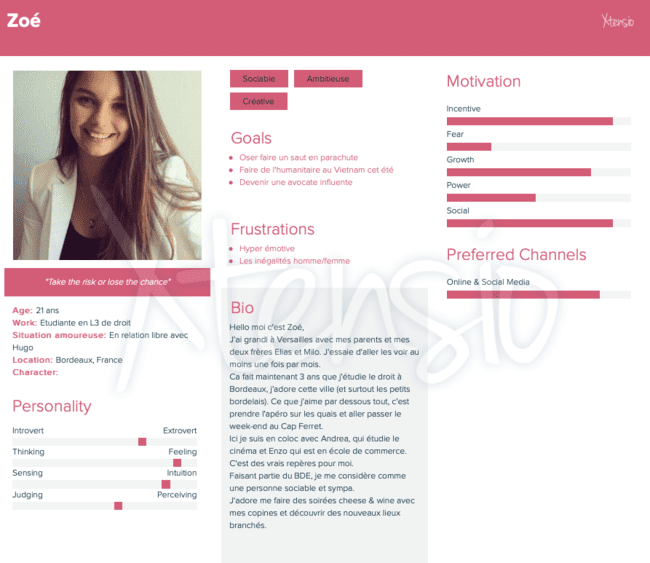 Zoé
Xtensio
"Take the risk or lose the chance"
Age: 21 ans
Work: Etudiante en L3 de droit
Situation amoureuse: En relation libre avec
Hugo
Location: Bordeaux, France
Character:
Personality
Introvert Extrovert
Thinking Feeling
Sensing Intuition
Judging Perceiving
Sociable Ambitieuse
Créative
Goals
Oser faire un saut en parachute
Faire de l'humanitaire au Vietnam cet été
Devenir une avocate influente
Frustrations
Hyper émotive
Les inégalités homme/femme
Bio
Hello moi c'est Zoé,
J'ai grandi à Versailles avec mes parents et mes
deux frères Elias et Milo. J'essaie d'aller les voir au
moins une fois par mois.
Ca fait maintenant 3 ans que j'étudie le droit à
Bordeaux, j'adore cette ville (et surtout les petits
bordelais). Ce que j'aime par dessous tout, c'est
prendre l'apéro sur les quais et aller passer le
week-end au Cap Ferret.
Ici je suis en coloc avec Andrea, qui étudie le
cinéma et Enzo qui est en école de commerce.
C'est des vrais repères pour moi.
Faisant partie du BDE, je me considère comme
une personne sociable et sympa.
J'adore me faire des soirées cheese & wine avec
mes copines et découvrir des nouveaux lieux
branchés.
Motivation
Incentive
Fear
Growth
Power
Social
Preferred Channels
Online & Social Media
Xtensio